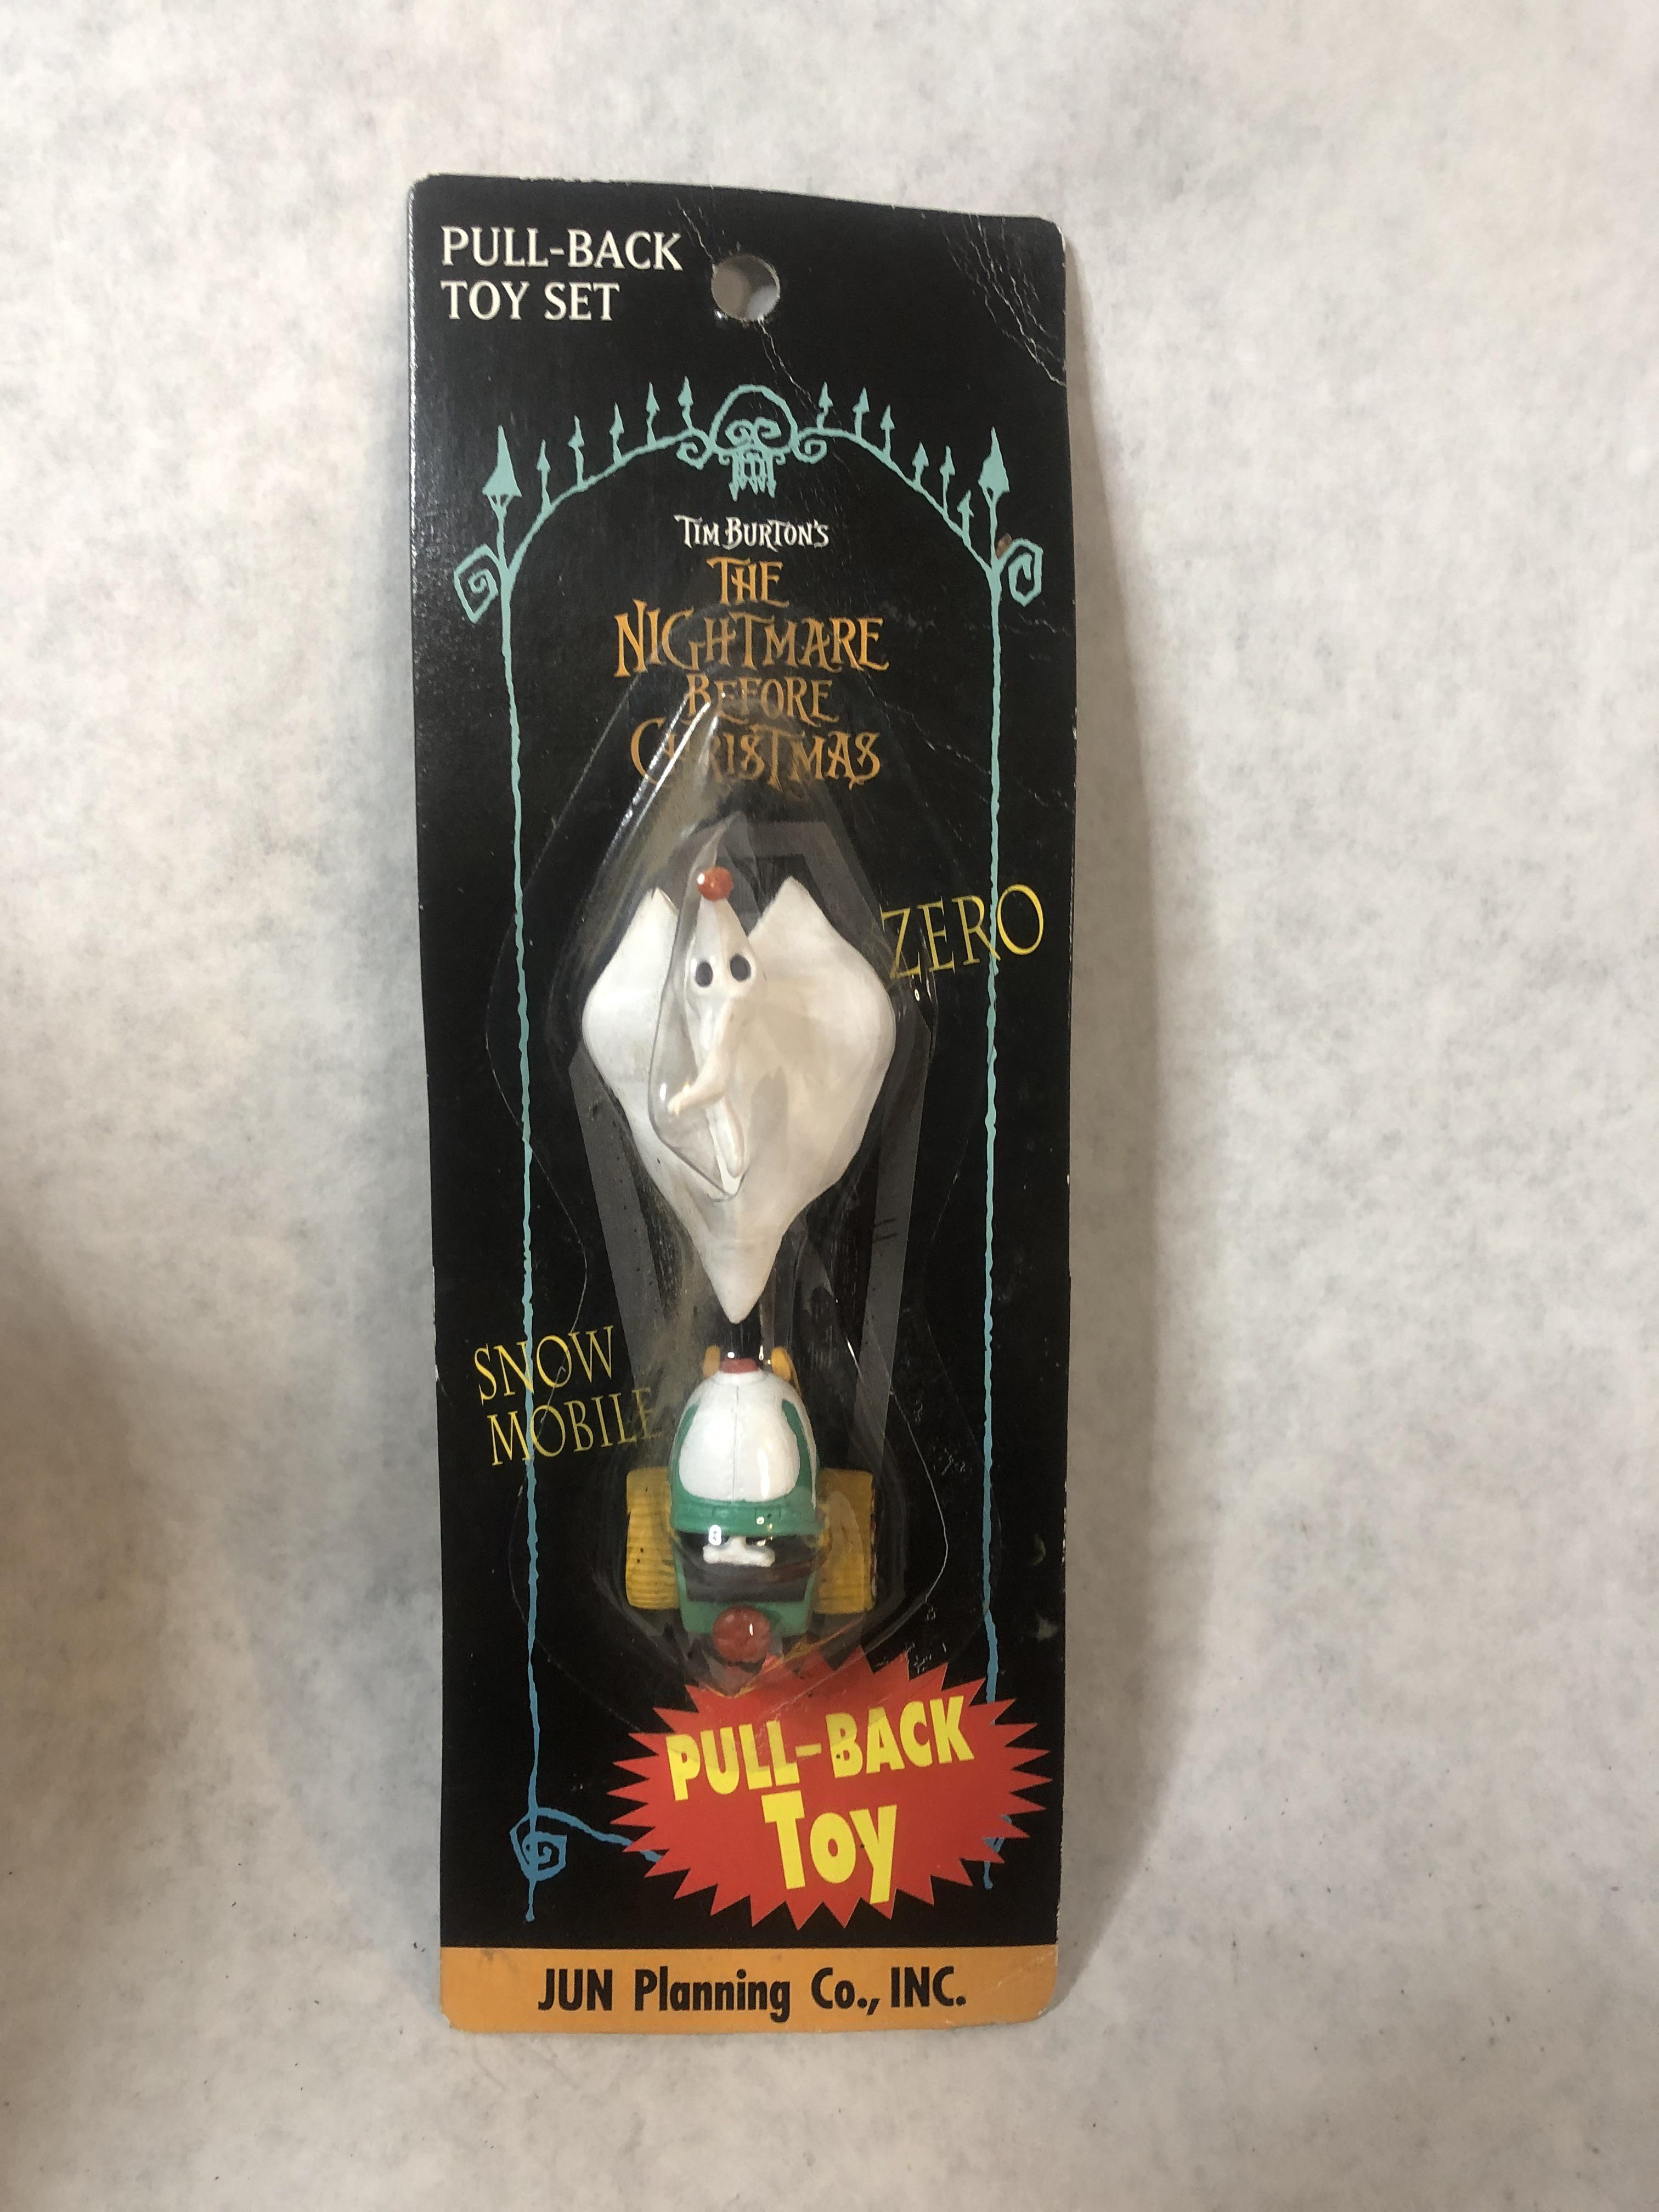 PULL-BACK
TOY SET
TIM BURTON'S
THE
NIGHTMARE
BEFORE
CHRISTMAS
ZERO
SNOW
MOBILE
PULL-BACK
Toy
JUN Planning Co., INC.